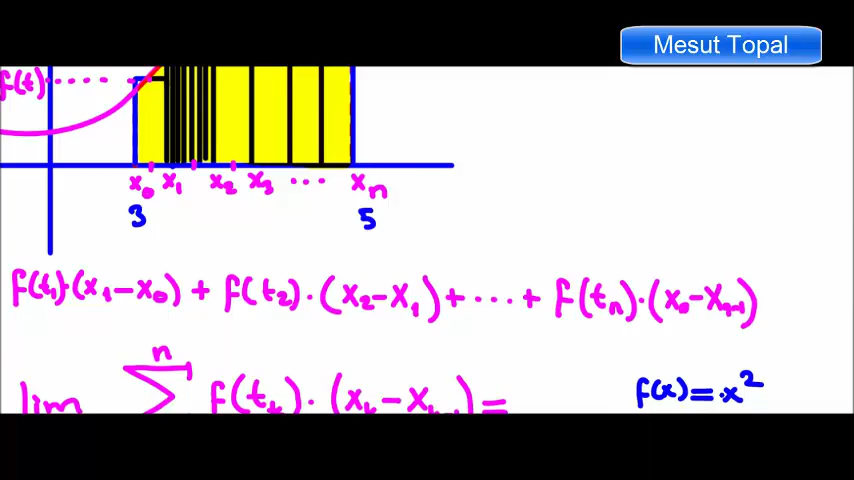 Mesut Topal
f(t)
x₀ x₁ x₂ x₃ ... xₙ
3 5
f(t₁)·(x₁−x₀) + f(t₂)·(x₂−x₁) + ... + f(tₙ)·(xₙ−xₙ₋₁)
n
lim ∑ f(tₖ)·(xₖ−xₖ₋₁) =
f(x) = x²